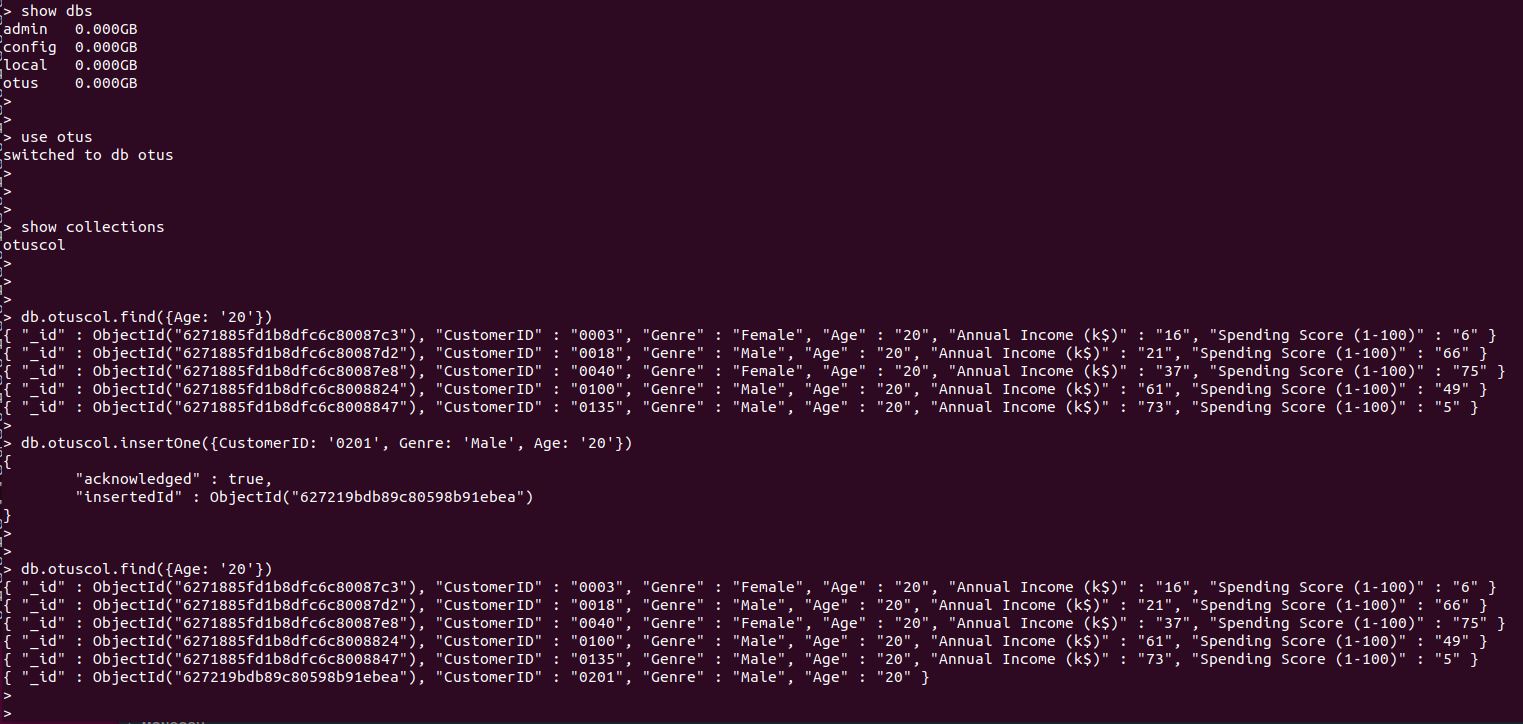 > show dbs
admin   0.000GB
config  0.000GB
local   0.000GB
otus    0.000GB
>
>
> use otus
switched to db otus
>
>
>
> show collections
otuscol
>
>
>
> db.otuscol.find({Age: '20'})
{ "_id" : ObjectId("6271885fd1b8dfc6c80087c3"), "CustomerID" : "0003", "Genre" : "Female", "Age" : "20", "Annual Income (k$)" : "16", "Spending Score (1-100)" : "6" }
{ "_id" : ObjectId("6271885fd1b8dfc6c80087d2"), "CustomerID" : "0018", "Genre" : "Male", "Age" : "20", "Annual Income (k$)" : "21", "Spending Score (1-100)" : "66" }
{ "_id" : ObjectId("6271885fd1b8dfc6c80087e8"), "CustomerID" : "0040", "Genre" : "Female", "Age" : "20", "Annual Income (k$)" : "37", "Spending Score (1-100)" : "75" }
{ "_id" : ObjectId("6271885fd1b8dfc6c8008824"), "CustomerID" : "0100", "Genre" : "Male", "Age" : "20", "Annual Income (k$)" : "61", "Spending Score (1-100)" : "49" }
{ "_id" : ObjectId("6271885fd1b8dfc6c8008847"), "CustomerID" : "0135", "Genre" : "Male", "Age" : "20", "Annual Income (k$)" : "73", "Spending Score (1-100)" : "5" }
>
> db.otuscol.insertOne({CustomerID: '0201', Genre: 'Male', Age: '20'})
{
        "acknowledged" : true,
        "insertedId" : ObjectId("627219bdb89c80598b91ebea")
}
>
>
> db.otuscol.find({Age: '20'})
{ "_id" : ObjectId("6271885fd1b8dfc6c80087c3"), "CustomerID" : "0003", "Genre" : "Female", "Age" : "20", "Annual Income (k$)" : "16", "Spending Score (1-100)" : "6" }
{ "_id" : ObjectId("6271885fd1b8dfc6c80087d2"), "CustomerID" : "0018", "Genre" : "Male", "Age" : "20", "Annual Income (k$)" : "21", "Spending Score (1-100)" : "66" }
{ "_id" : ObjectId("6271885fd1b8dfc6c80087e8"), "CustomerID" : "0040", "Genre" : "Female", "Age" : "20", "Annual Income (k$)" : "37", "Spending Score (1-100)" : "75" }
{ "_id" : ObjectId("6271885fd1b8dfc6c8008824"), "CustomerID" : "0100", "Genre" : "Male", "Age" : "20", "Annual Income (k$)" : "61", "Spending Score (1-100)" : "49" }
{ "_id" : ObjectId("6271885fd1b8dfc6c8008847"), "CustomerID" : "0135", "Genre" : "Male", "Age" : "20", "Annual Income (k$)" : "73", "Spending Score (1-100)" : "5" }
{ "_id" : ObjectId("627219bdb89c80598b91ebea"), "CustomerID" : "0201", "Genre" : "Male", "Age" : "20" }
>
>